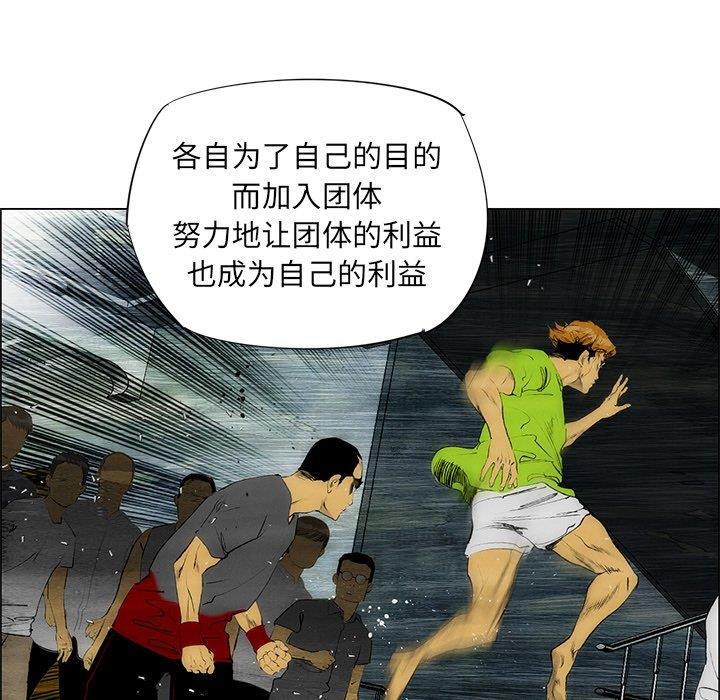 各自为了自己的目的
而加入团体
努力地让团体的利益
也成为自己的利益